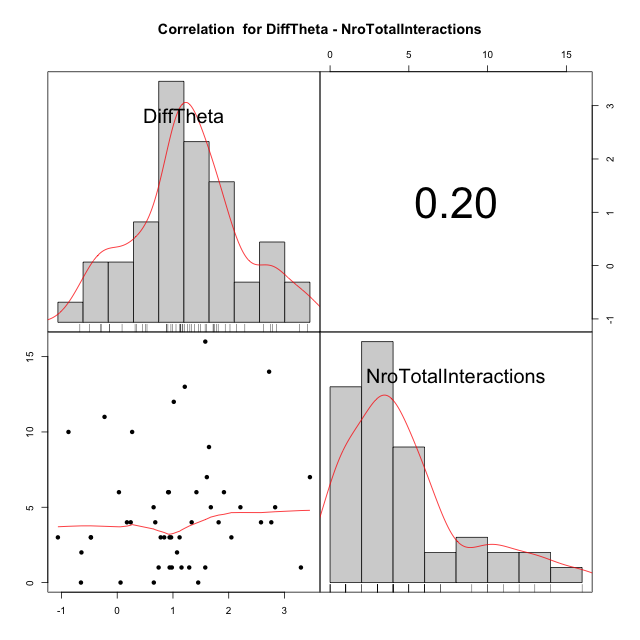 Correlation  for DiffTheta - NroTotalInteractions
0 5 10 15
DiffTheta
3
2
1
0
-1
0.20
15
10
5
0
NroTotalInteractions
-1 0 1 2 3